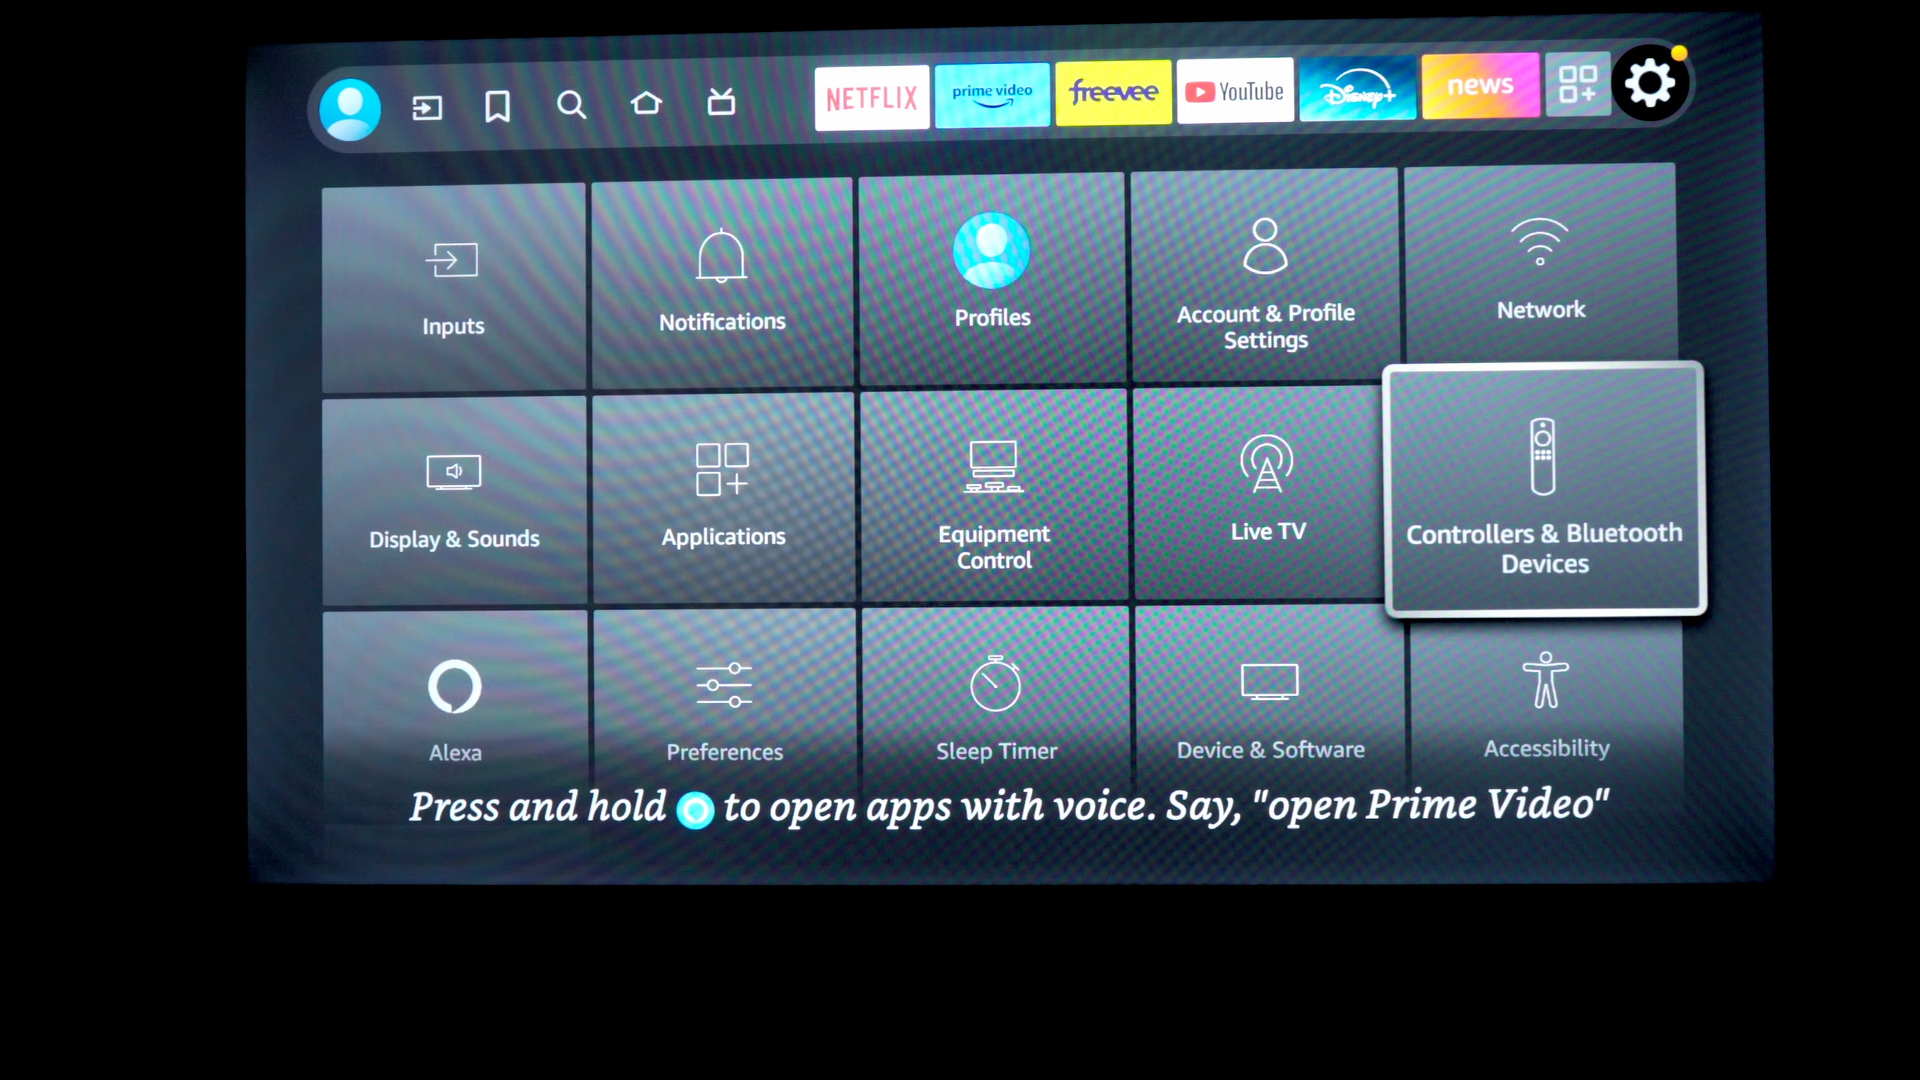 NETFLIX prime video freevee YouTube Disney+ news
Inputs
Notifications
Profiles
Account & Profile
Settings
Network
Display & Sounds
Applications
Equipment
Control
Live TV
Controllers & Bluetooth
Devices
Alexa
Preferences
Sleep Timer
Device & Software
Accessibility
Press and hold to open apps with voice. Say, "open Prime Video"